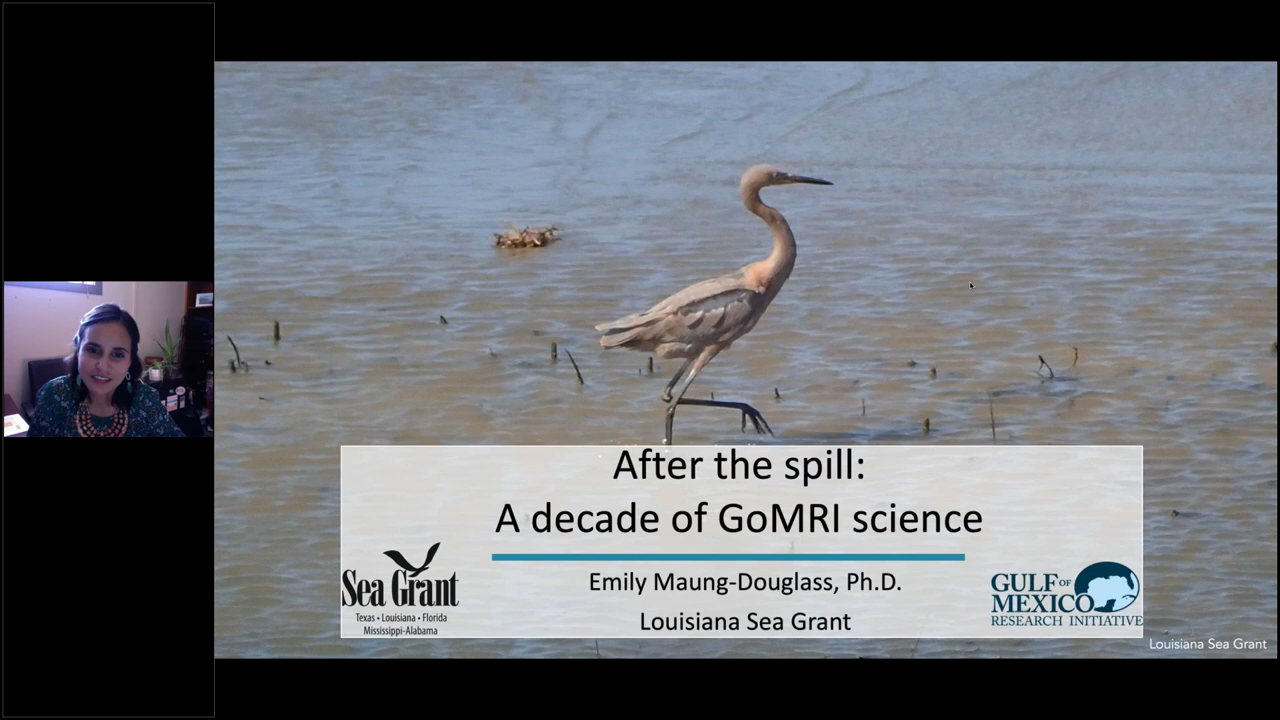 After the spill:
A decade of GoMRI science
Emily Maung-Douglass, Ph.D.
Louisiana Sea Grant
Sea Grant
Texas • Louisiana • Florida
Mississippi-Alabama
GULF OF
MEXICO
RESEARCH INITIATIVE
Louisiana Sea Grant